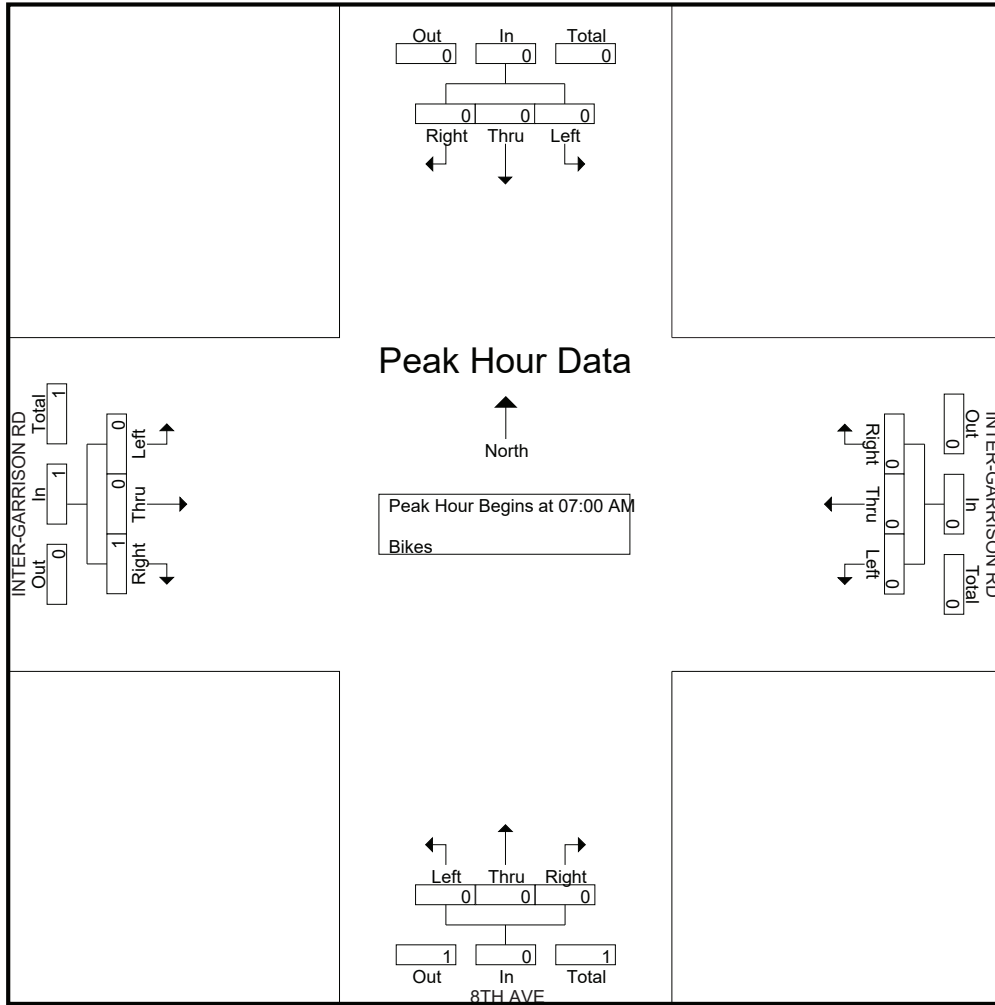 Out In Total
0 0 0
0 0 0
Right Thru Left
Peak Hour Data
North
Peak Hour Begins at 07:00 AM
Bikes
INTER-GARRISON RD
Out In Total
0 1 1
Right Thru Left
1 0 0
INTER-GARRISON RD
Out In Total
0 0 0
Right Thru Left
0 0 0
Left Thru Right
0 0 0
1 0 1
Out In Total
8TH AVE